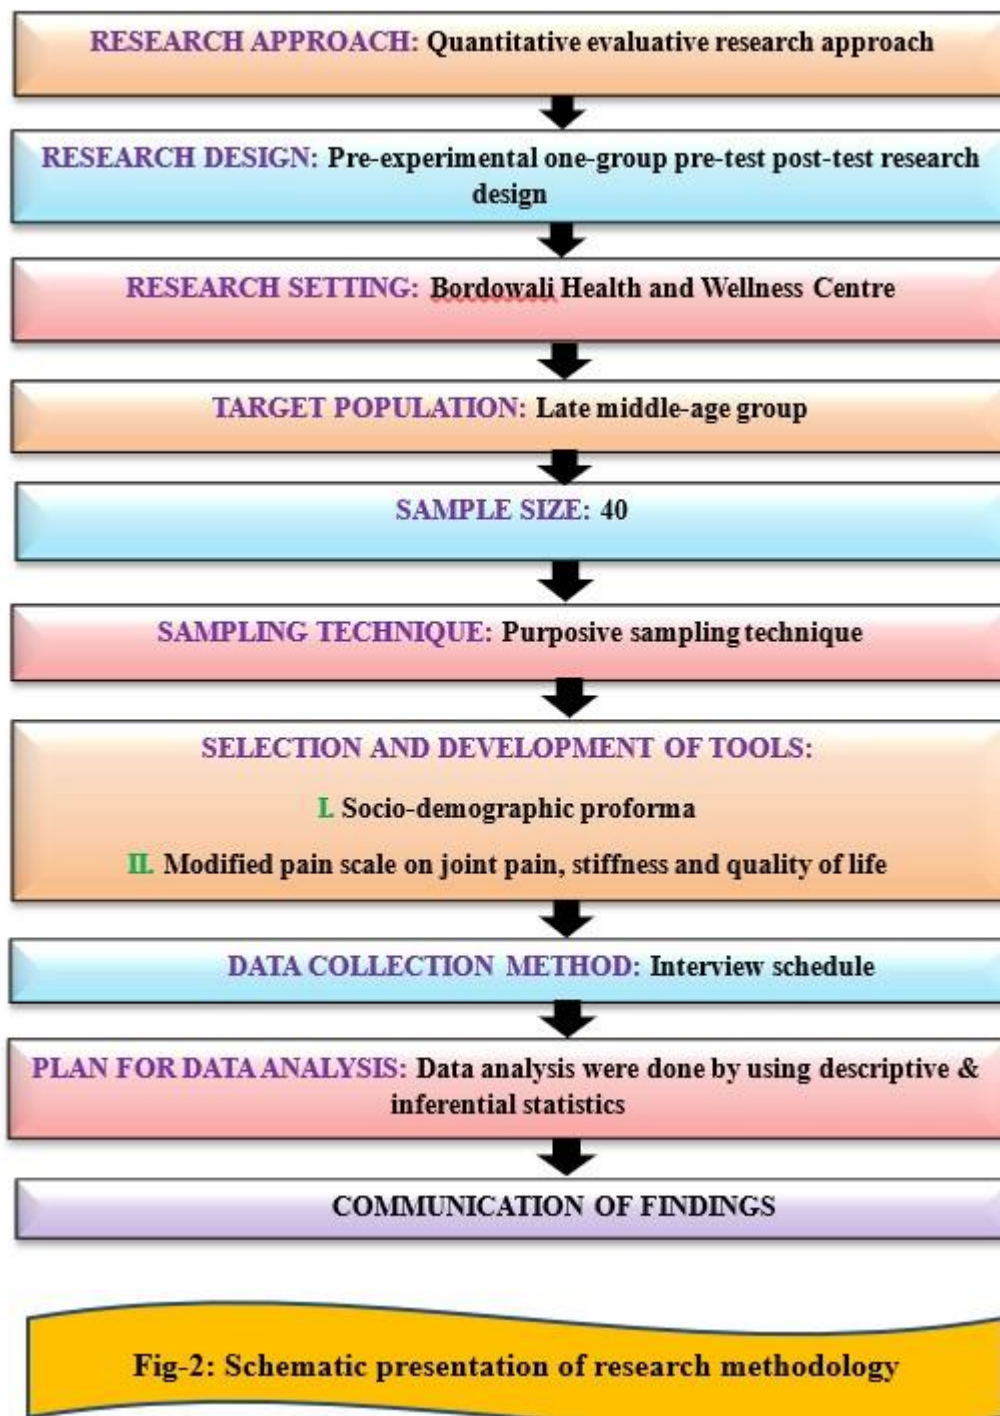 RESEARCH APPROACH: Quantitative evaluative research approach
RESEARCH DESIGN: Pre-experimental one-group pre-test post-test research
design
RESEARCH SETTING: Bordowali Health and Wellness Centre
TARGET POPULATION: Late middle-age group
SAMPLE SIZE: 40
SAMPLING TECHNIQUE: Purposive sampling technique
SELECTION AND DEVELOPMENT OF TOOLS:
I. Socio-demographic proforma
II. Modified pain scale on joint pain, stiffness and quality of life
DATA COLLECTION METHOD: Interview schedule
PLAN FOR DATA ANALYSIS: Data analysis were done by using descriptive &
inferential statistics
COMMUNICATION OF FINDINGS
Fig-2: Schematic presentation of research methodology